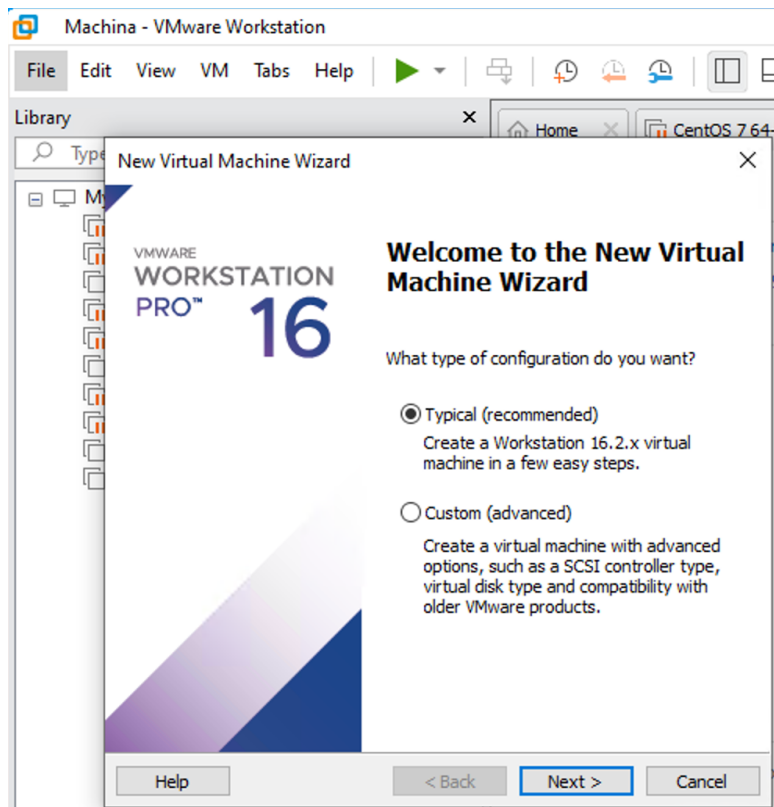 Machina - VMware Workstation
File Edit View VM Tabs Help
Library
Home
CentOS 7 64-
Type
New Virtual Machine Wizard
My
VMWARE
WORKSTATION
PRO™ 16
Welcome to the New Virtual
Machine Wizard
What type of configuration do you want?
Typical (recommended)
Create a Workstation 16.2.x virtual
machine in a few easy steps.
Custom (advanced)
Create a virtual machine with advanced
options, such as a SCSI controller type,
virtual disk type and compatibility with
older VMware products.
Help < Back Next > Cancel